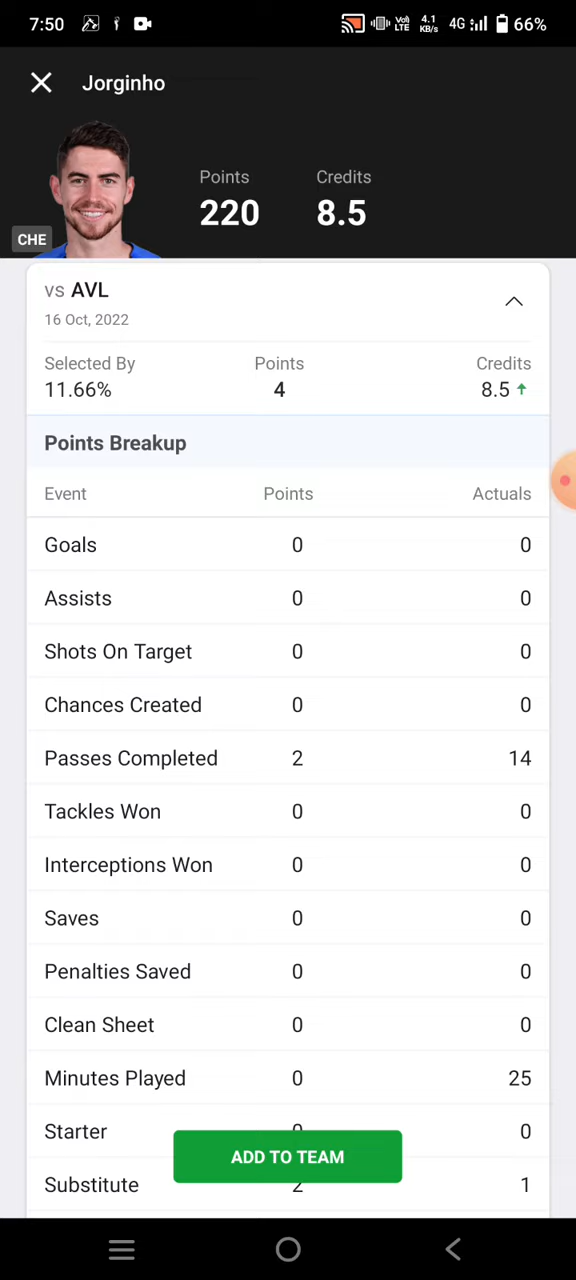 7:50 Vo) LTE 4.1 KB/s 4G 66%
Jorginho
Points Credits
220 8.5
CHE
vs AVL
16 Oct, 2022
Selected By Points Credits
11.66% 4 8.5
Points Breakup
Event Points Actuals
Goals 0 0
Assists 0 0
Shots On Target 0 0
Chances Created 0 0
Passes Completed 2 14
Tackles Won 0 0
Interceptions Won 0 0
Saves 0 0
Penalties Saved 0 0
Clean Sheet 0 0
Minutes Played 0 25
Starter 0 0
ADD TO TEAM
Substitute 2 1